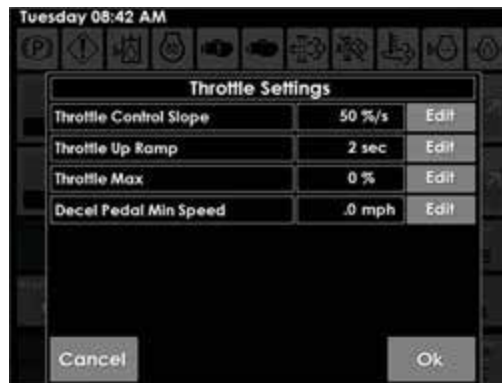 Tuesday 08:42 AM
(P)
Throttle Settings
Throttle Control Slope 50 %/s Edit
Throttle Up Ramp 2 sec Edit
Throttle Max 0 % Edit
Decel Pedal Min Speed .0 mph Edit
Cancel Ok